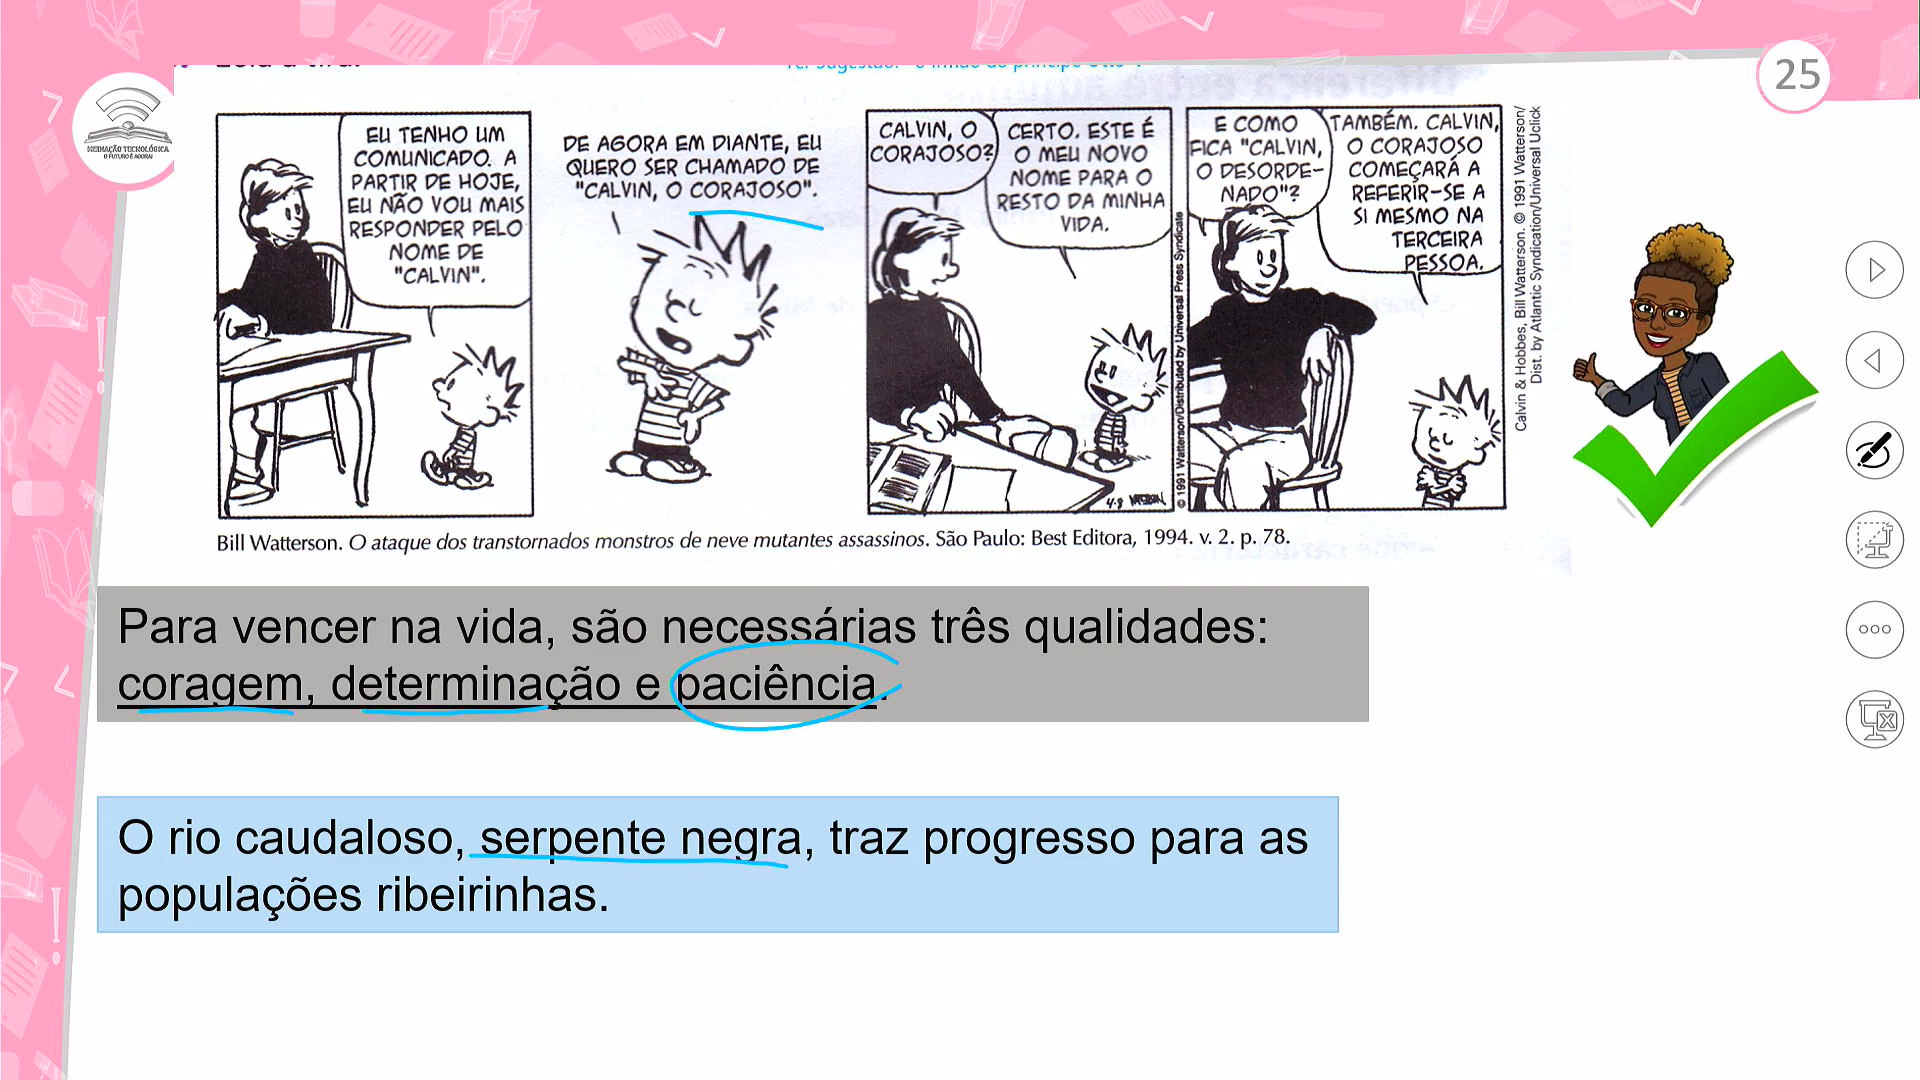 25
MEDIAÇÃO TECNOLÓGICA
O FUTURO É AGORA!
EU TENHO UM
COMUNICADO. A
PARTIR DE HOJE,
EU NÃO VOU MAIS
RESPONDER PELO
NOME DE
"CALVIN".
DE AGORA EM DIANTE, EU
QUERO SER CHAMADO DE
"CALVIN, O CORAJOSO".
CALVIN, O
CORAJOSO?
CERTO. ESTE É
O MEU NOVO
NOME PARA O
RESTO DA MINHA
VIDA.
© 1991 Watterson/Distributed by Universal Press Syndicate
E COMO
FICA "CALVIN,
O DESORDE-
NADO"?
TAMBÉM. CALVIN,
O CORAJOSO
COMEÇARÁ A
REFERIR-SE A
SI MESMO NA
TERCEIRA
PESSOA.
Calvin & Hobbes, Bill Watterson. © 1991 Watterson/
Dist. by Atlantic Syndication/Universal Uclick
Bill Watterson. O ataque dos transtornados monstros de neve mutantes assassinos. São Paulo: Best Editora, 1994. v. 2. p. 78.
Para vencer na vida, são necessárias três qualidades:
coragem, determinação e paciência.
O rio caudaloso, serpente negra, traz progresso para as
populações ribeirinhas.